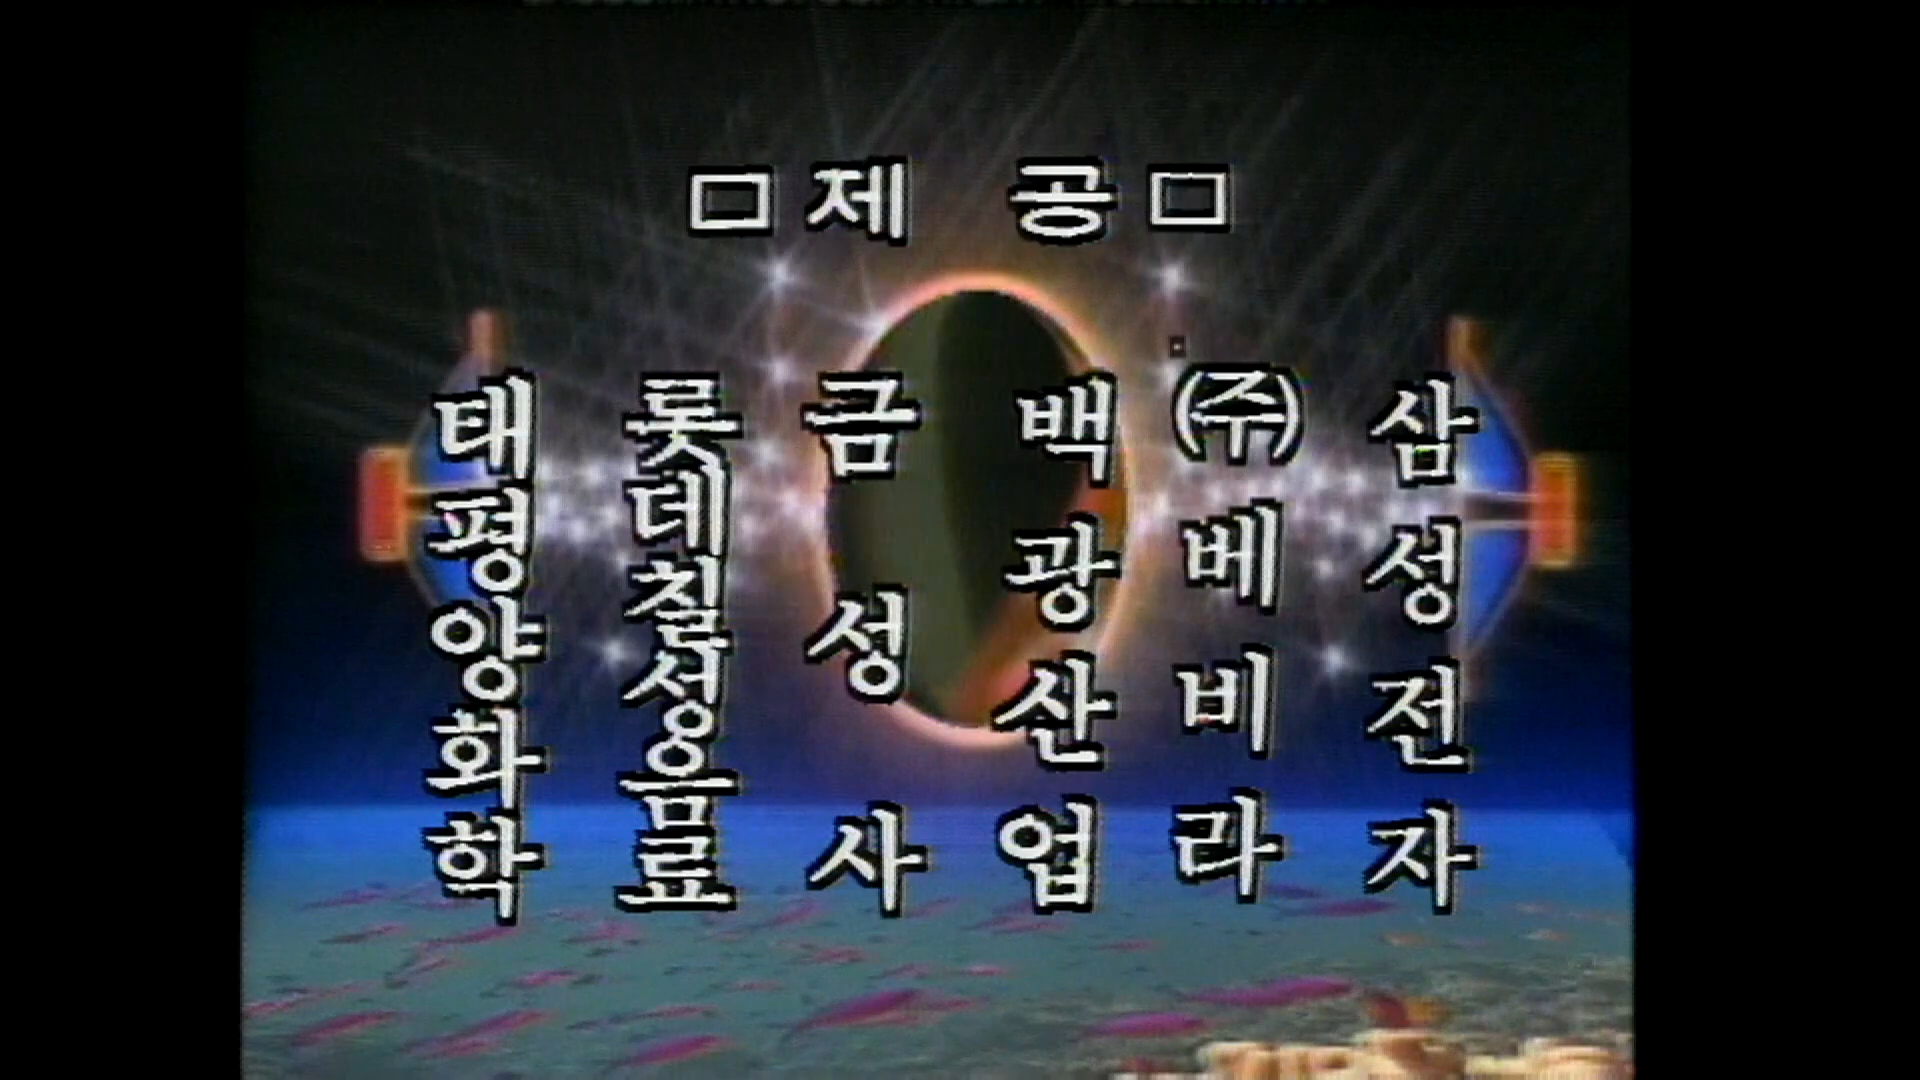 □제 공□
삼성전자
㈜베비라
백광산업
금성사
롯데칠성음료
태평양화학